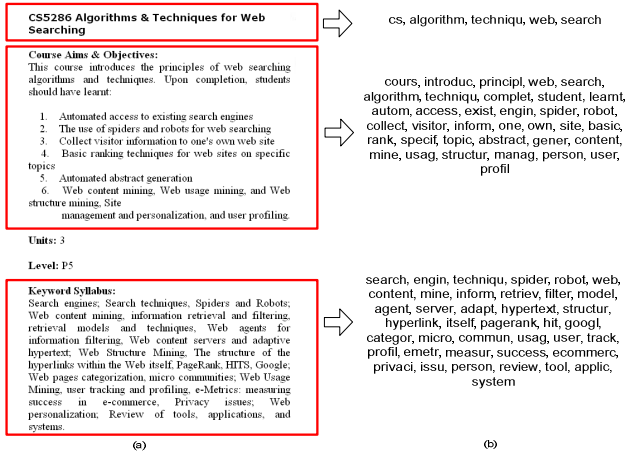 CS5286 Algorithms & Techniques for Web
Searching
Course Aims & Objectives:
This course introduces the principles of web searching
algorithms and techniques. Upon completion, students
should have learnt:
1. Automated access to existing search engines
2. The use of spiders and robots for web searching
3. Collect visitor information to one's own web site
4. Basic ranking techniques for web sites on specific
topics
5. Automated abstract generation
6. Web content mining, Web usage mining, and Web
structure mining, Site
management and personalization, and user profiling.
Units: 3
Level: P5
Keyword Syllabus:
Search engines; Search techniques, Spiders and Robots;
Web content mining, information retrieval and filtering,
retrieval models and techniques, Web agents for
information filtering, Web content servers and adaptive
hypertext; Web Structure Mining, The structure of the
hyperlinks within the Web itself, PageRank, HITS, Google;
Web pages categorization, micro communities; Web Usage
Mining, user tracking and profiling, e-Metrics: measuring
success in e-commerce, Privacy issues; Web
personalization; Review of tools, applications, and
systems.
(a)
cs, algorithm, techniqu, web, search
cours, introduc, principl, web, search,
algorithm, techniqu, complet, student, learnt,
autom, access, exist, engin, spider, robot,
collect, visitor, inform, one, own, site, basic,
rank, specif, topic, abstract, gener, content,
mine, usag, structur, manag, person, user,
profil
search, engin, techniqu, spider, robot, web,
content, mine, inform, retriev, filter, model,
agent, server, adapt, hypertext, structur,
hyperlink, itself, pagerank, hit, googl,
categor, micro, commun, usag, user, track,
profil, emetr, measur, success, ecommerc,
privaci, issu, person, review, tool, applic,
system
(b)